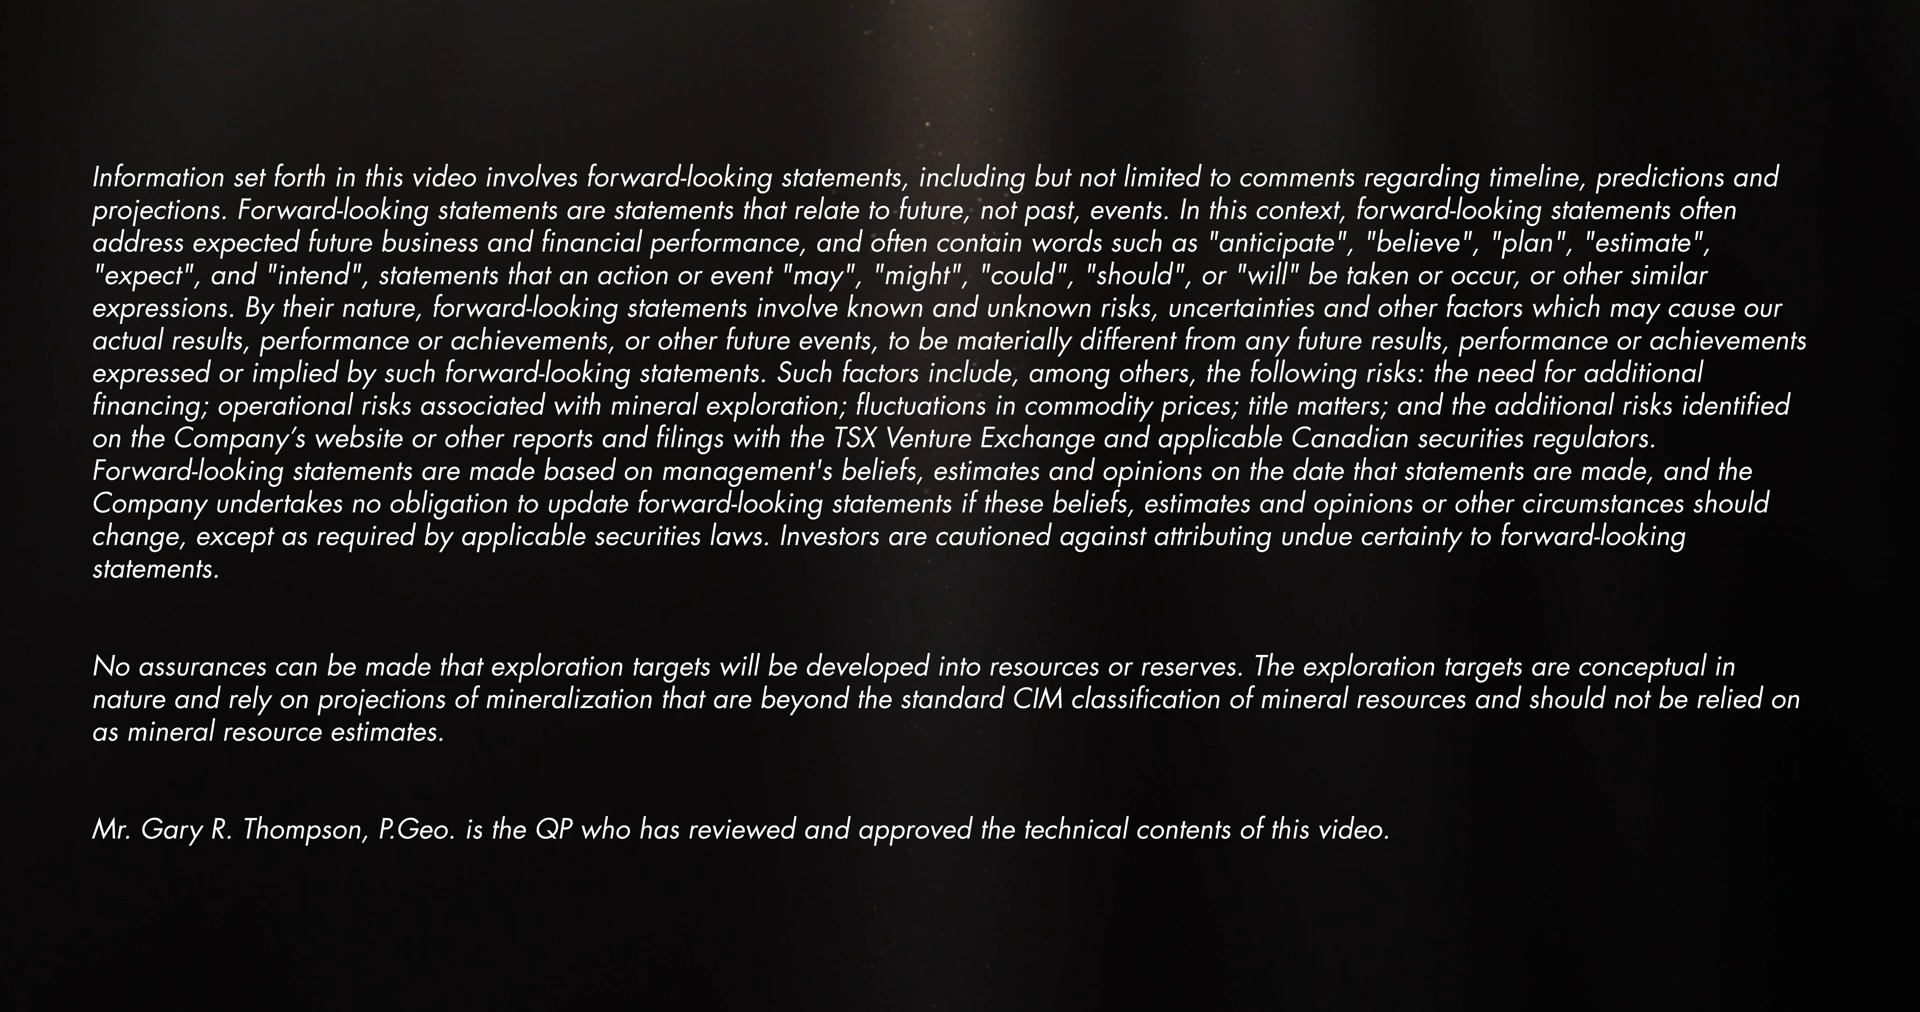 Information set forth in this video involves forward-looking statements, including but not limited to comments regarding timeline, predictions and
projections. Forward-looking statements are statements that relate to future, not past, events. In this context, forward-looking statements often
address expected future business and financial performance, and often contain words such as "anticipate", "believe", "plan", "estimate",
"expect", and "intend", statements that an action or event "may", "might", "could", "should", or "will" be taken or occur, or other similar
expressions. By their nature, forward-looking statements involve known and unknown risks, uncertainties and other factors which may cause our
actual results, performance or achievements, or other future events, to be materially different from any future results, performance or achievements
expressed or implied by such forward-looking statements. Such factors include, among others, the following risks: the need for additional
financing; operational risks associated with mineral exploration; fluctuations in commodity prices; title matters; and the additional risks identified
on the Company’s website or other reports and filings with the TSX Venture Exchange and applicable Canadian securities regulators.
Forward-looking statements are made based on management's beliefs, estimates and opinions on the date that statements are made, and the
Company undertakes no obligation to update forward-looking statements if these beliefs, estimates and opinions or other circumstances should
change, except as required by applicable securities laws. Investors are cautioned against attributing undue certainty to forward-looking
statements.
No assurances can be made that exploration targets will be developed into resources or reserves. The exploration targets are conceptual in
nature and rely on projections of mineralization that are beyond the standard CIM classification of mineral resources and should not be relied on
as mineral resource estimates.
Mr. Gary R. Thompson, P.Geo. is the QP who has reviewed and approved the technical contents of this video.